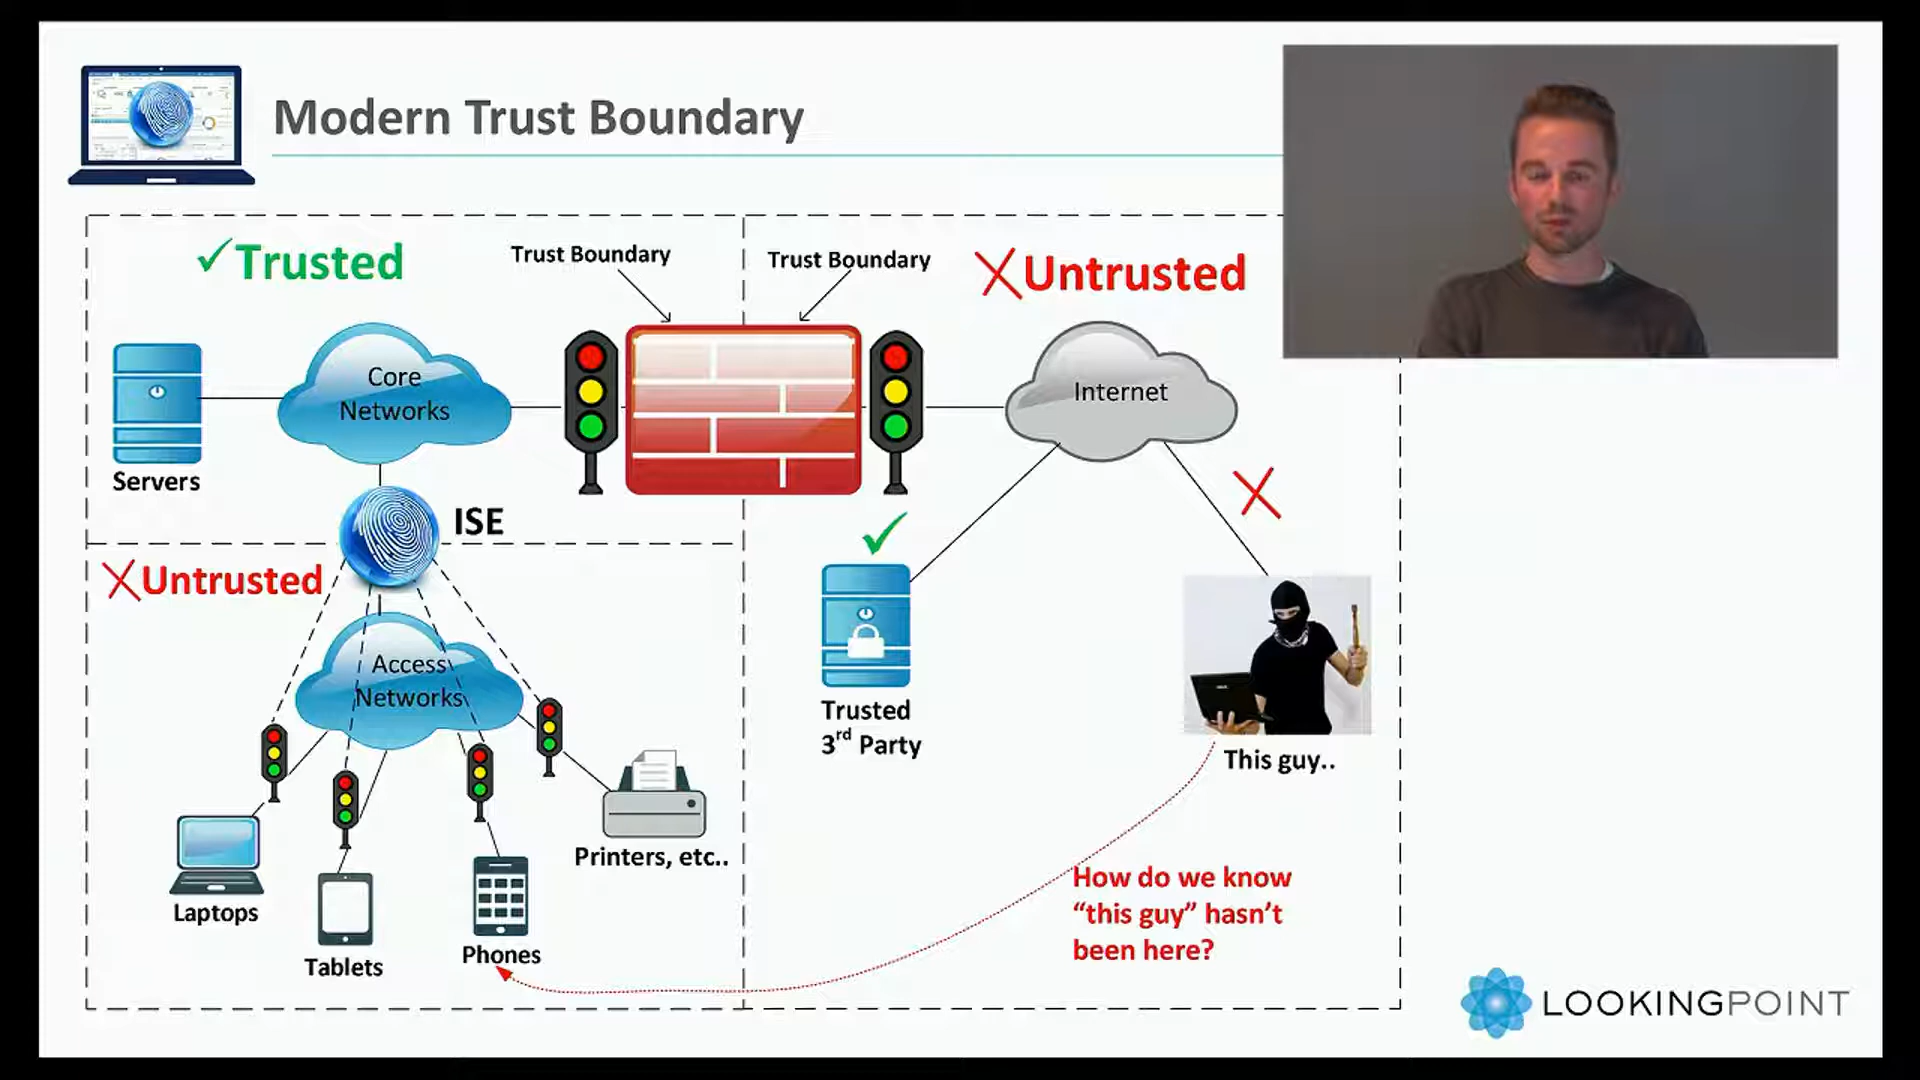 Modern Trust Boundary
Trusted
Trust Boundary
Trust Boundary
Untrusted
Core
Networks
Internet
Servers
ISE
Untrusted
Access
Networks
Trusted
3rd Party
This guy..
Printers, etc..
Laptops
Tablets
Phones
How do we know
“this guy” hasn’t
been here?
LOOKINGPOINT